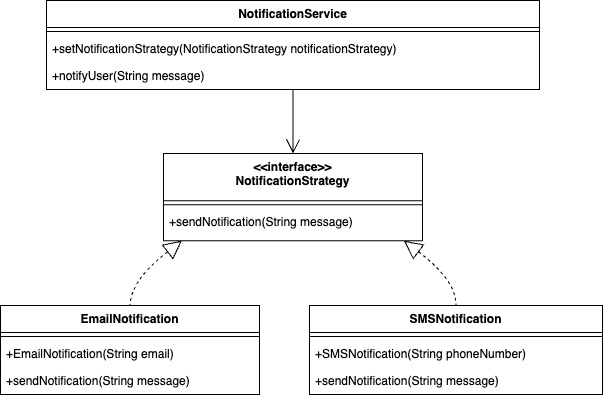 NotificationService
+setNotificationStrategy(NotificationStrategy notificationStrategy)
+notifyUser(String message)
<<interface>>
NotificationStrategy
+sendNotification(String message)
EmailNotification
+EmailNotification(String email)
+sendNotification(String message)
SMSNotification
+SMSNotification(String phoneNumber)
+sendNotification(String message)